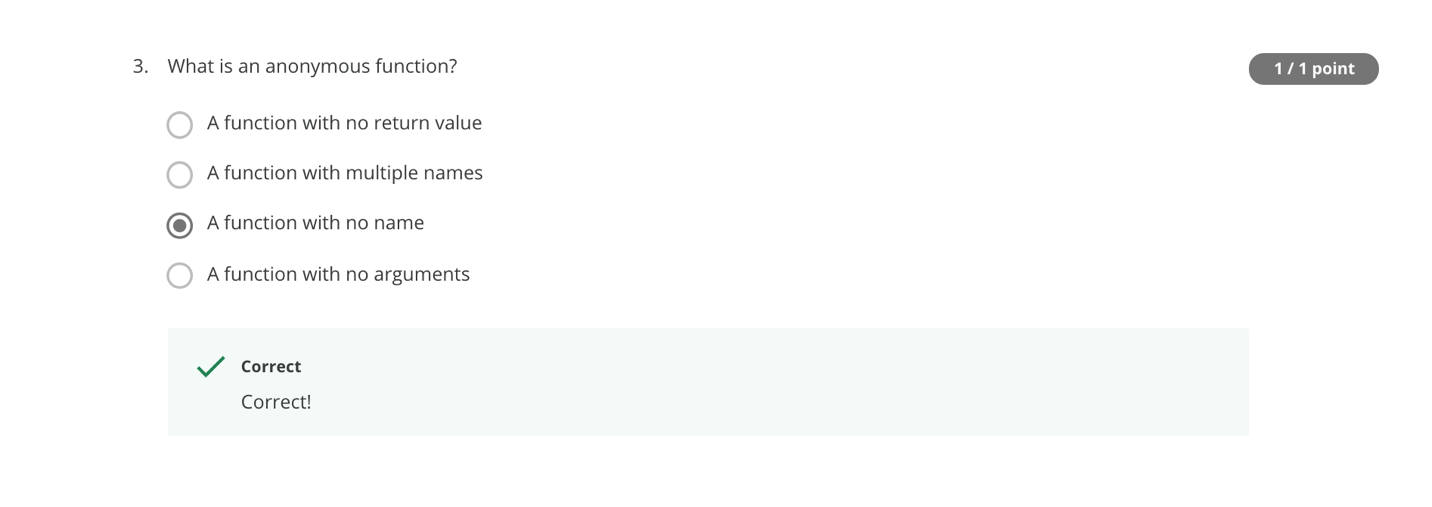 3. What is an anonymous function?
1 / 1 point
A function with no return value
A function with multiple names
A function with no name
A function with no arguments
Correct
Correct!